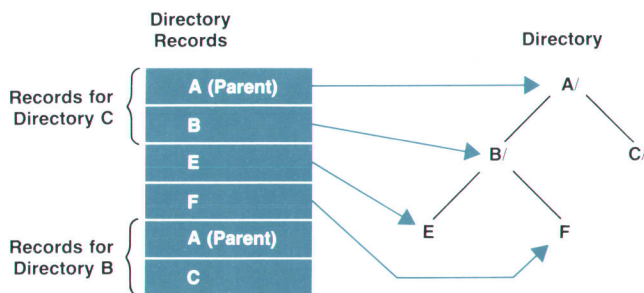 Directory
Records
Directory
Records for
Directory C
A (Parent)
B
E
F
Records for
Directory B
A (Parent)
C
A/
B/
C/
E
F